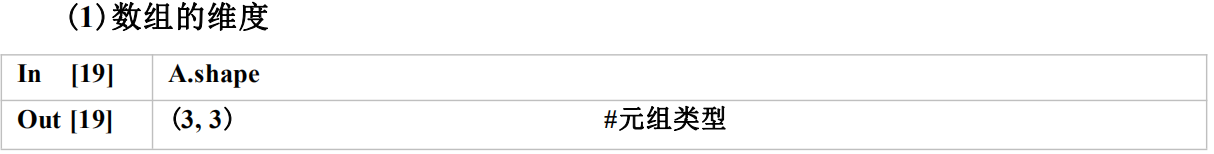 (1)数组的维度
In [19] A.shape
Out [19] (3, 3) #元组类型